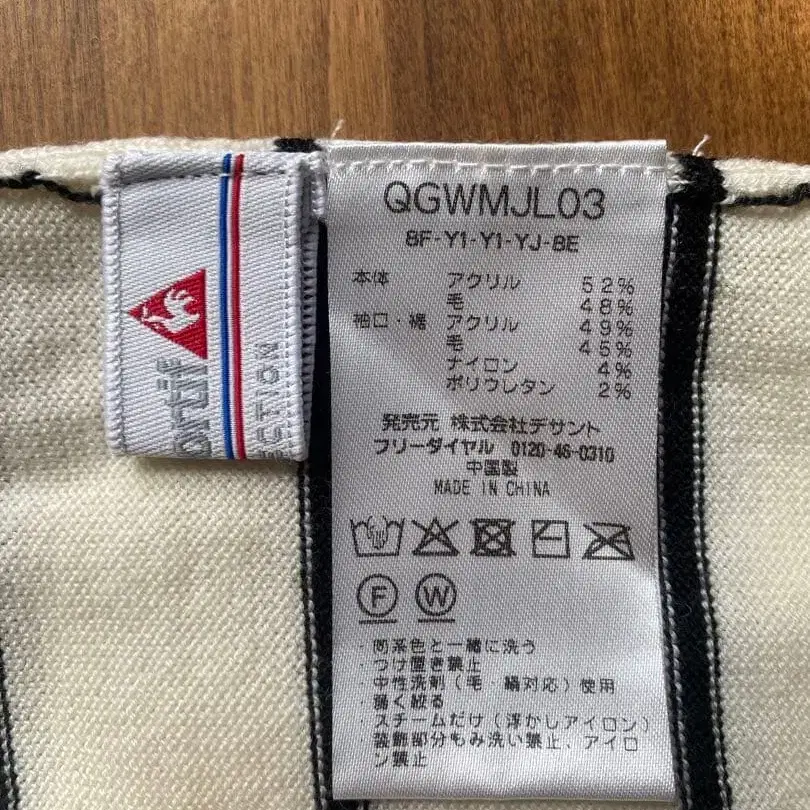 ortif
ECTION
QGWMJL03
8F-Y1-Y1-YJ-8E
本体 アクリル 52%
毛 48%
袖口・裾 アクリル 49%
毛 45%
ナイロン 4%
ポリウレタン 2%
発売元 株式会社デサント
フリーダイヤル 0120-46-0310
中国製
MADE IN CHINA
F W
・同系色と一緒に洗う
・つけ置き禁止
・中性洗剤(毛・絹対応)使用
・弱く絞る
・スチームだけ(浮かしアイロン)
・装飾部分もみ洗い禁止、アイロ
ン禁止